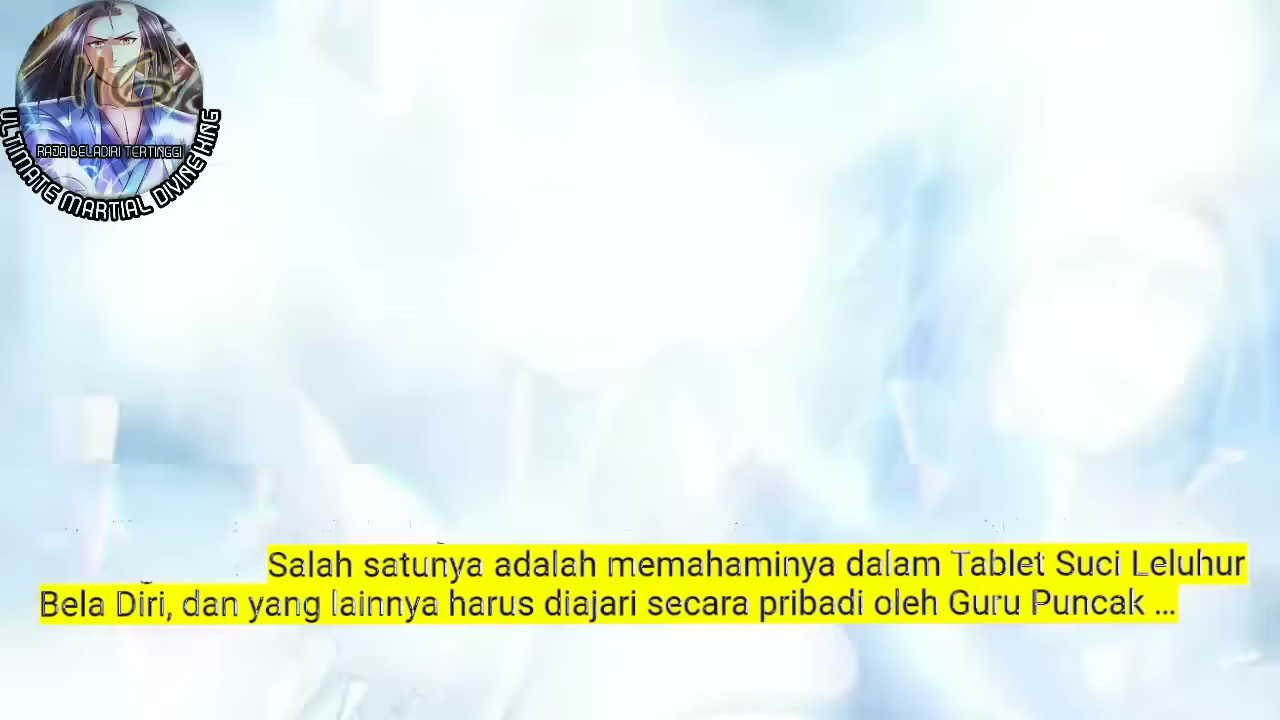 RAJA BELADIRI TERTINGGI
ULTIMATE MARTIAL DIVINE KING
Salah satunya adalah memahaminya dalam Tablet Suci Leluhur
Bela Diri, dan yang lainnya harus diajari secara pribadi oleh Guru Puncak ...